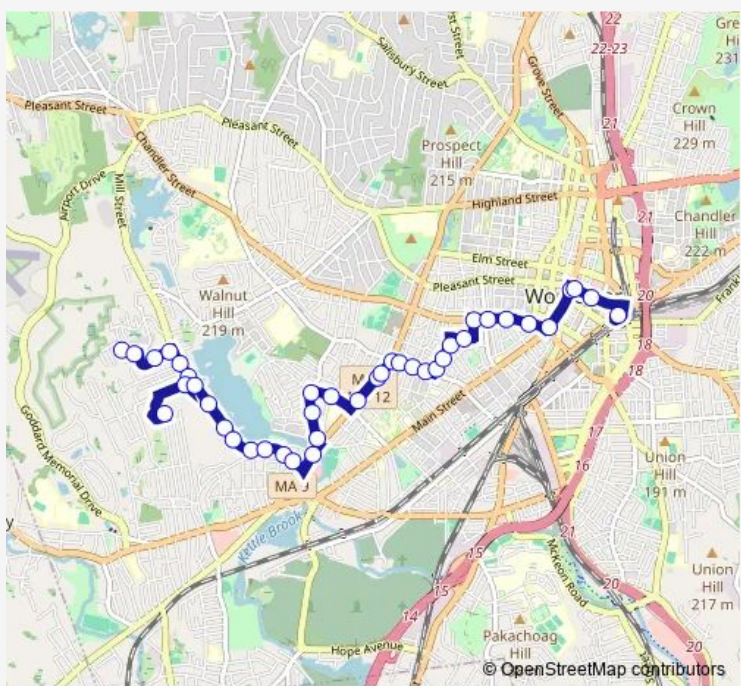 22
22-23
Gre
Hi
231
Salisbury Street
Grove Street
21
Crown
Hill
229 m
Pleasant Street
Chandler Street
Pleasant Street
Prospect
Hill
215 m
Airport Drive
Mill Street
Highland Street
21
Chandler
Hill
222 m
Elm Street
Pleasant Street
Walnut
Hill
219 m
Wo
20
Frankl
18
18
M
12
Main Street
17
Goddard Memorial Drive
16
Union
Hill
191 m
MA 9
y
Kettle Brook
21
15
McKeon Road
15
20
Union
Hill
217 m
20
14
Pakachoag
Hill
Hope Avenue
© OpenStreetMap contributors